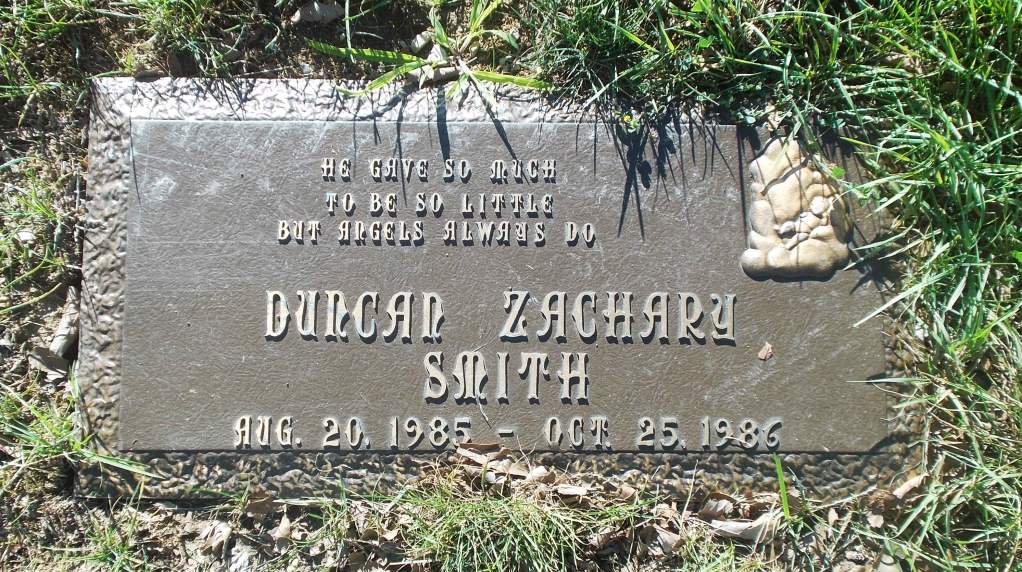 HE GAVE SO MUCH
TO BE SO LITTLE
BUT ANGELS ALWAYS DO
DUNCAN ZACHARY
SMITH
AUG. 20. 1985 - OCT. 25. 1986